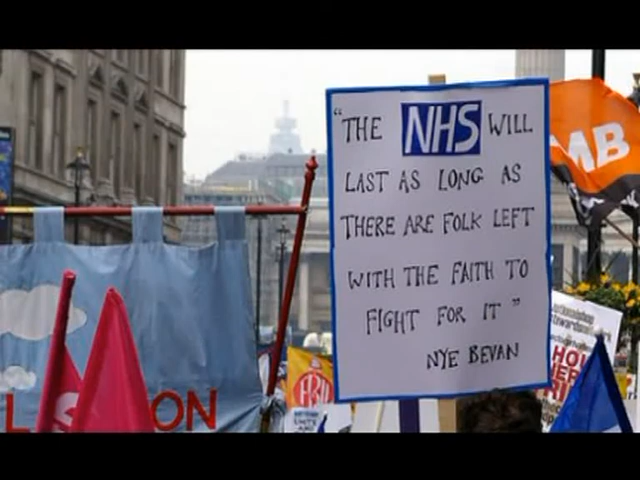 "THE NHS WILL
LAST AS LONG AS
THERE ARE FOLK LEFT
WITH THE FAITH TO
FIGHT FOR IT"
NYE BEVAN
MB
ON
FBU